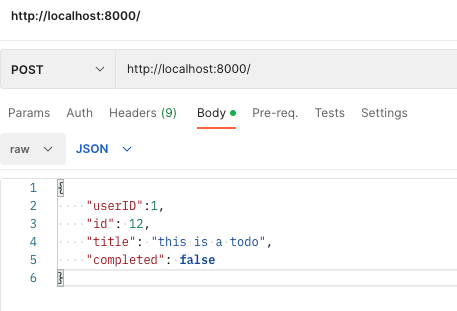 http://localhost:8000/
POST http://localhost:8000/
Params Auth Headers (9) Body Pre-req. Tests Settings
raw JSON
1 {
2 "userID":1,
3 "id": 12,
4 "title": "this is a todo",
5 "completed": false
6 }